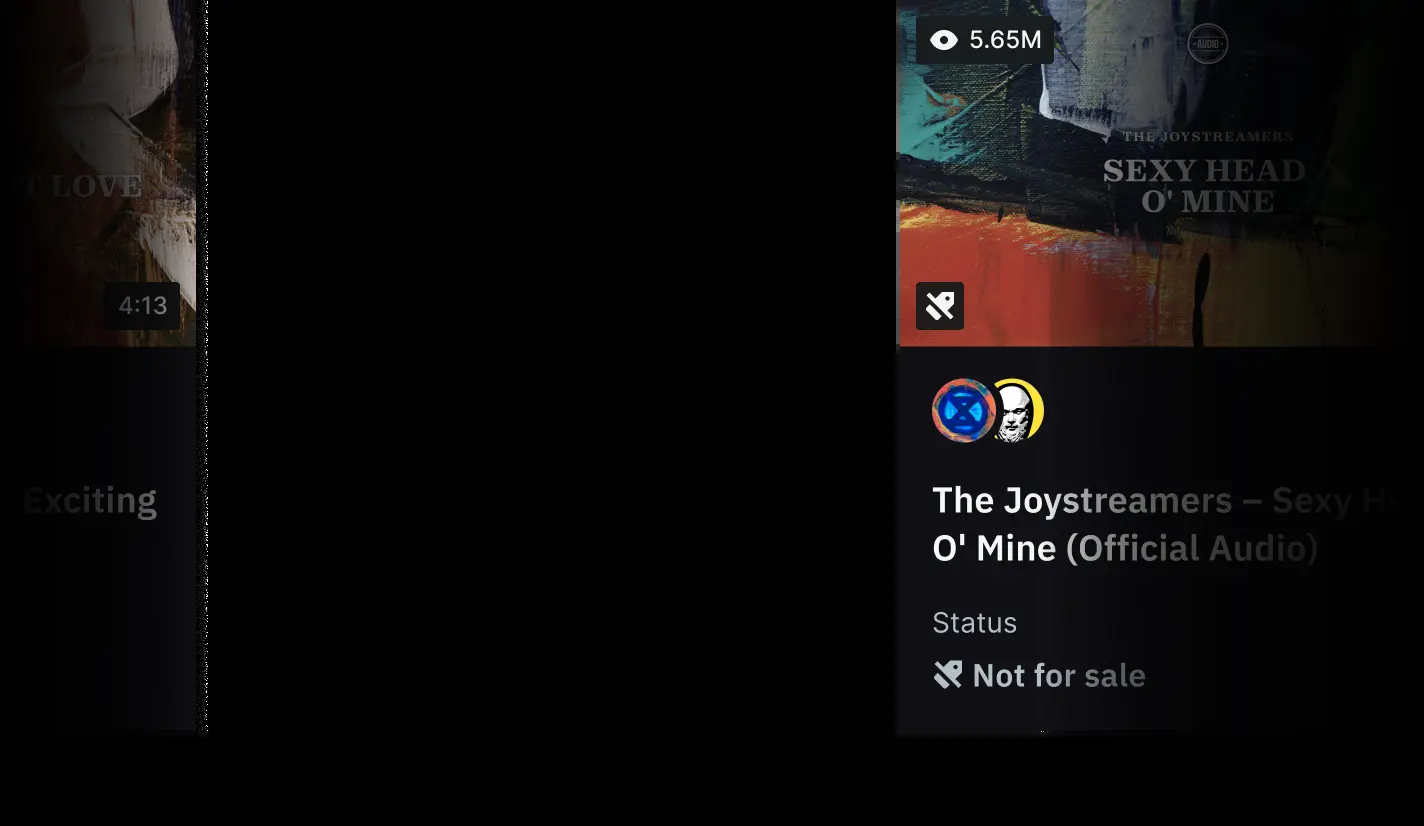 T LOVE
4:13
Exciting
5.65M
AUDIO
THE JOYSTREAMERS
SEXY HEAD
O' MINE
The Joystreamers – Sexy
O' Mine (Official Audio)
Status
Not for sale